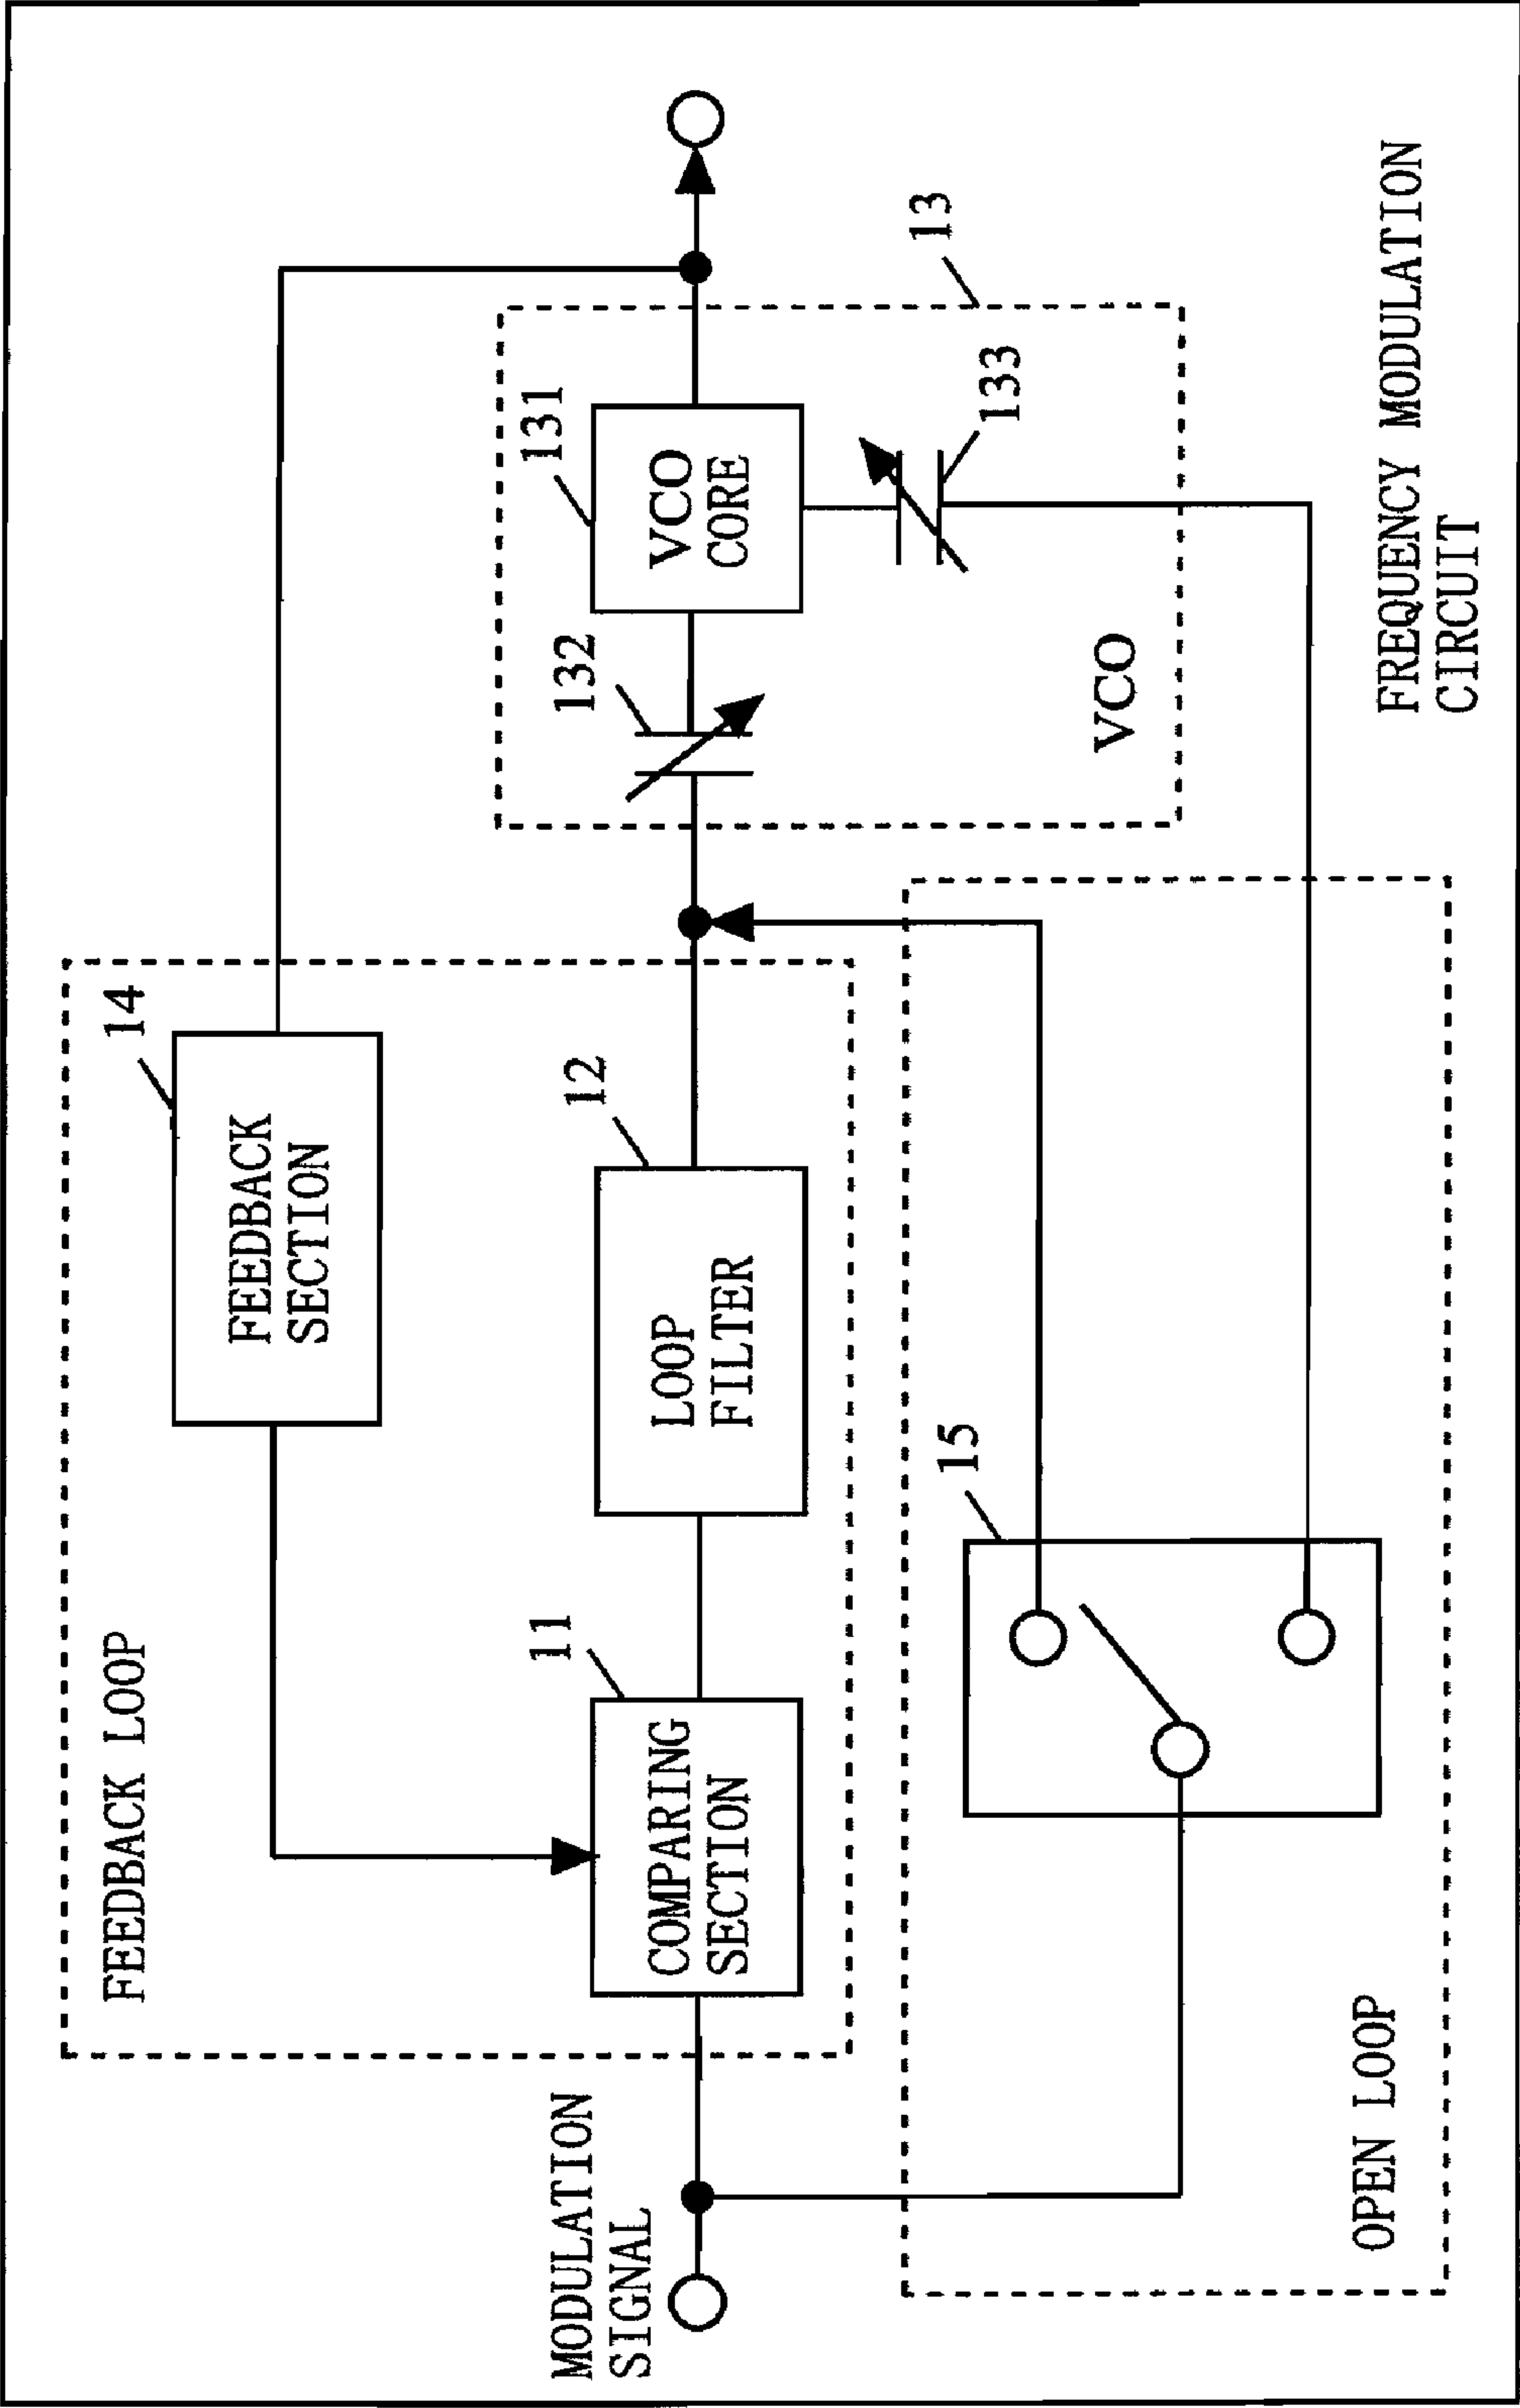 FEEDBACK LOOP
14
FEEDBACK
SECTION
MODULATION
SIGNAL
11
COMPARING
SECTION
12
LOOP
FILTER
132
131
VCO
CORE
133
13
VCO
15
OPEN LOOP
FREQUENCY MODULATION
CIRCUIT